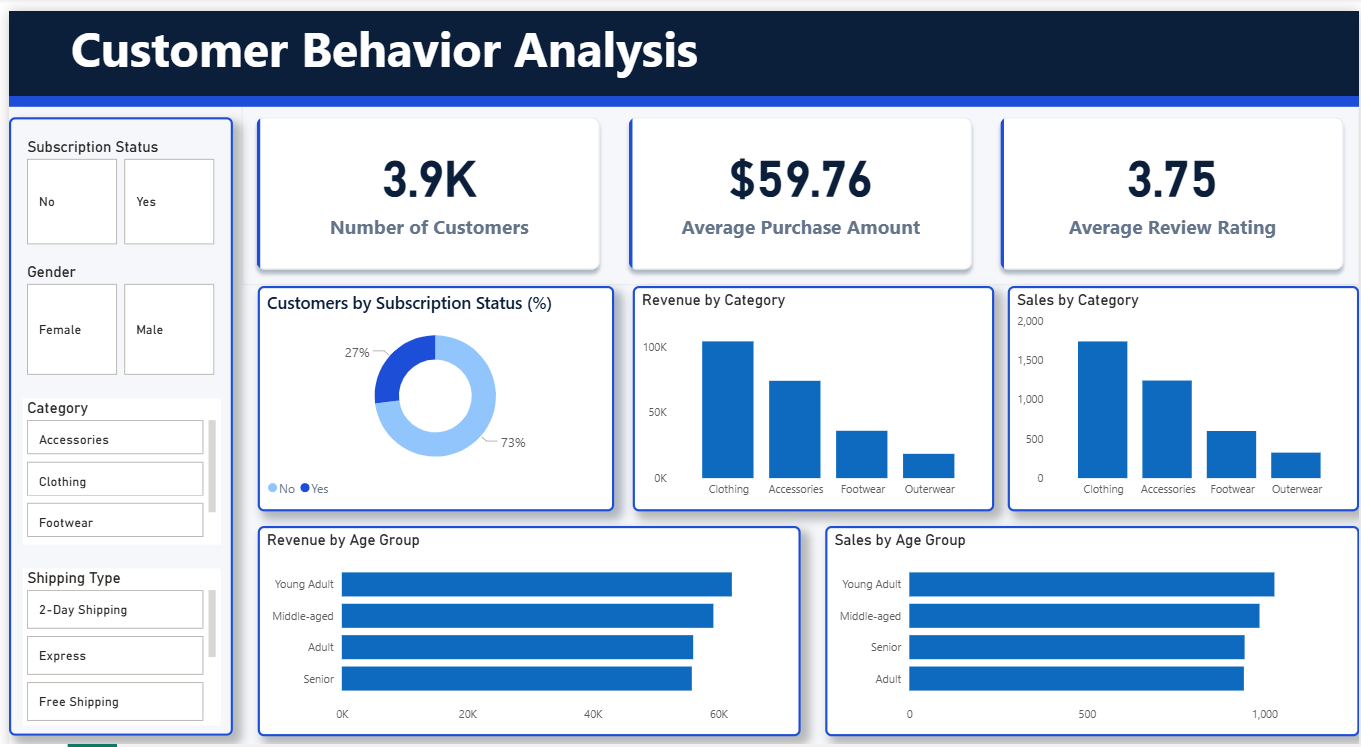 Customer Behavior Analysis
Subscription Status
No
Yes
Gender
Female
Male
Category
Accessories
Clothing
Footwear
Shipping Type
2-Day Shipping
Express
Free Shipping
3.9K
Number of Customers
$59.76
Average Purchase Amount
3.75
Average Review Rating
Customers by Subscription Status (%)
27%
73%
No Yes
Revenue by Category
100K
50K
0K
Clothing Accessories Footwear Outerwear
Sales by Category
2,000
1,500
1,000
500
0
Clothing Accessories Footwear Outerwear
Revenue by Age Group
Young Adult
Middle-aged
Adult
Senior
0K 20K 40K 60K
Sales by Age Group
Young Adult
Middle-aged
Senior
Adult
0 500 1,000